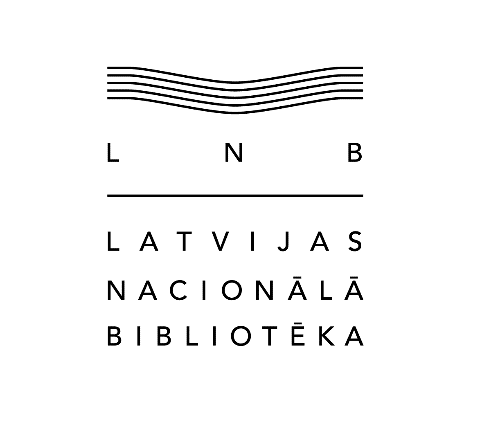 L N B
LATVIJAS
NACIONĀLĀ
BIBLIOTĒKA